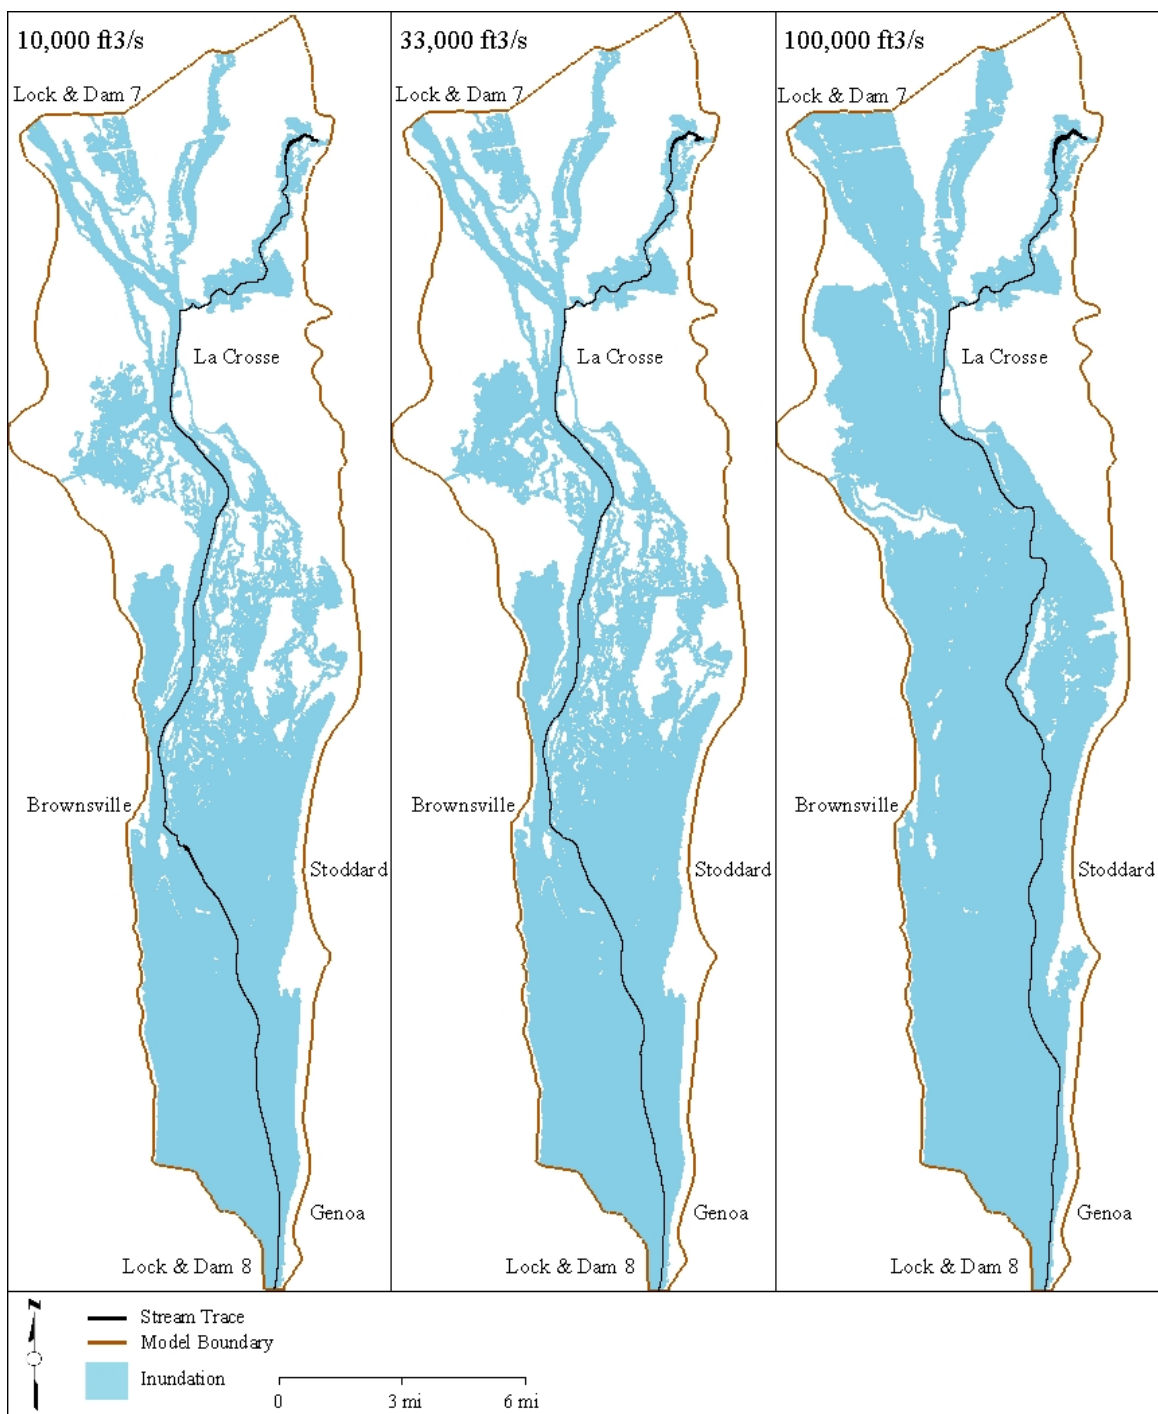 10,000 ft3/s
Lock & Dam 7
La Crosse
Brownsville
Stoddard
Genoa
Lock & Dam 8
33,000 ft3/s
Lock & Dam 7
La Crosse
Brownsville
Stoddard
Genoa
Lock & Dam 8
100,000 ft3/s
Lock & Dam 7
La Crosse
Brownsville
Stoddard
Genoa
Lock & Dam 8
N
Stream Trace
Model Boundary
Inundation
0 3 mi 6 mi